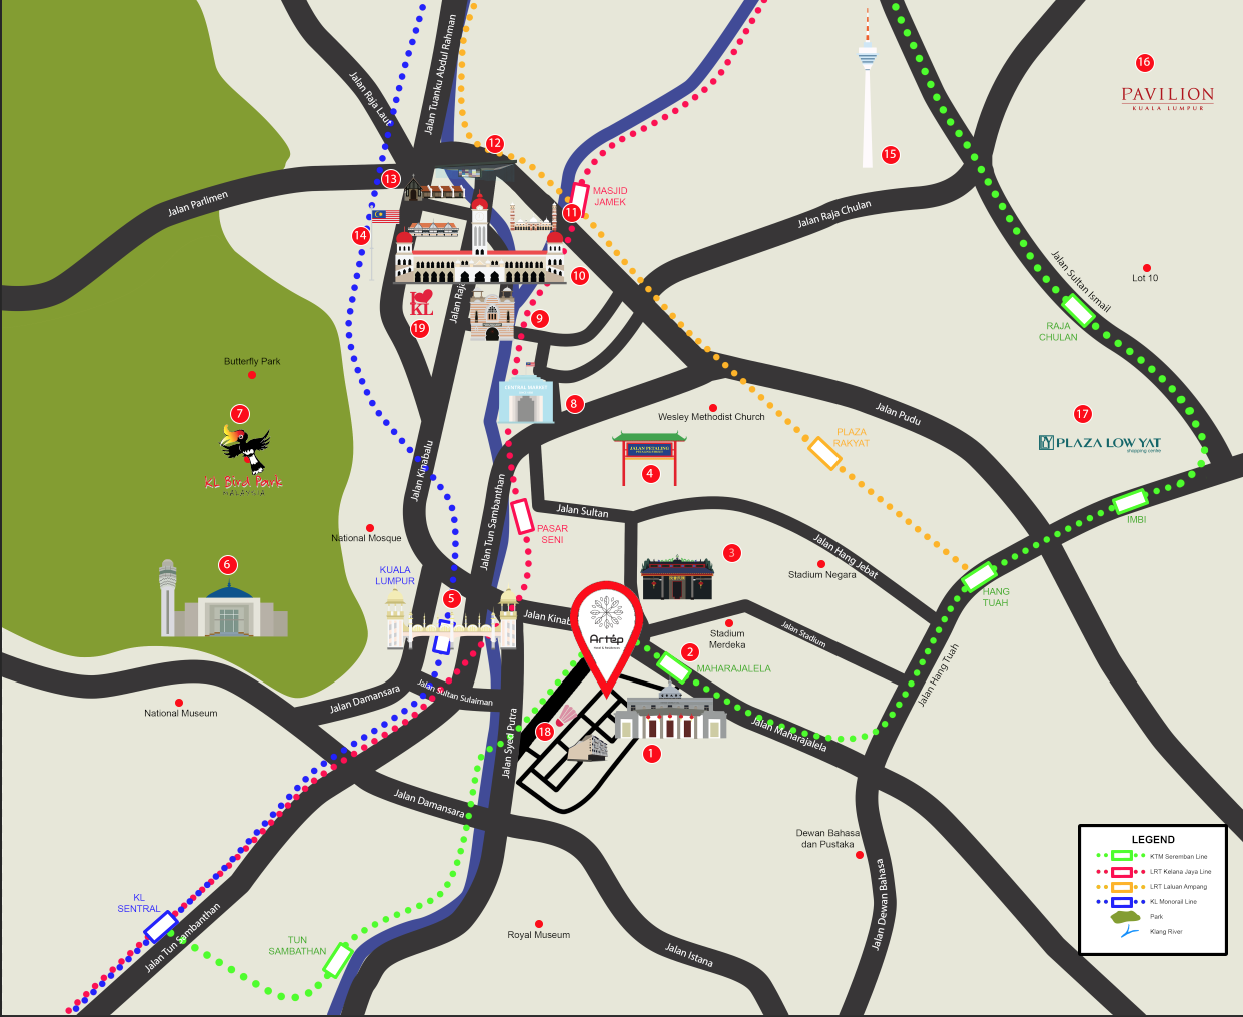 Jalan Tuanku Abdul Rahman
Jalan Raja Laut
16
PAVILION
KUALA LUMPUR
12
15
13
Jalan Parlimen
MASJID
JAMEK
11
Jalan Raja Chulan
14
10
Jalan Sultan Ismail
Lot 10
KL
19
9
Jalan Raja
RAJA
CHULAN
Butterfly Park
7
CENTRAL MARKET
8
Wesley Methodist Church
Jalan Pudu
17
PLAZA LOW YAT
shopping centre
PLAZA
RAKYAT
JALAN PETALING
4
KL Bird Park
MALAYSIA
Jalan Kinabalu
Jalan Tun Sambanthan
Jalan Sultan
IMBI
National Mosque
PASAR
SENI
Jalan Hang Jebat
3
Stadium Negara
6
KUALA
LUMPUR
5
HANG
TUAH
Jalan Kinab
Artép
Hotel & Residences
Stadium
Merdeka
Jalan Stadium
2
MAHARAJALELA
Jalan Hang Tuah
Jalan Sultan Sulaiman
Jalan Damansara
National Museum
Jalan Syed Putra
18
1
Jalan Maharajalela
Jalan Damansara
Dewan Bahasa
dan Pustaka
Jalan Dewan Bahasa
KL
SENTRAL
Jalan Tun Sambanthan
TUN
SAMBATHAN
Royal Museum
Jalan Istana
LEGEND
KTM Seremban Line
LRT Kelana Jaya Line
LRT Laluan Ampang
KL Monorail Line
Park
Klang River